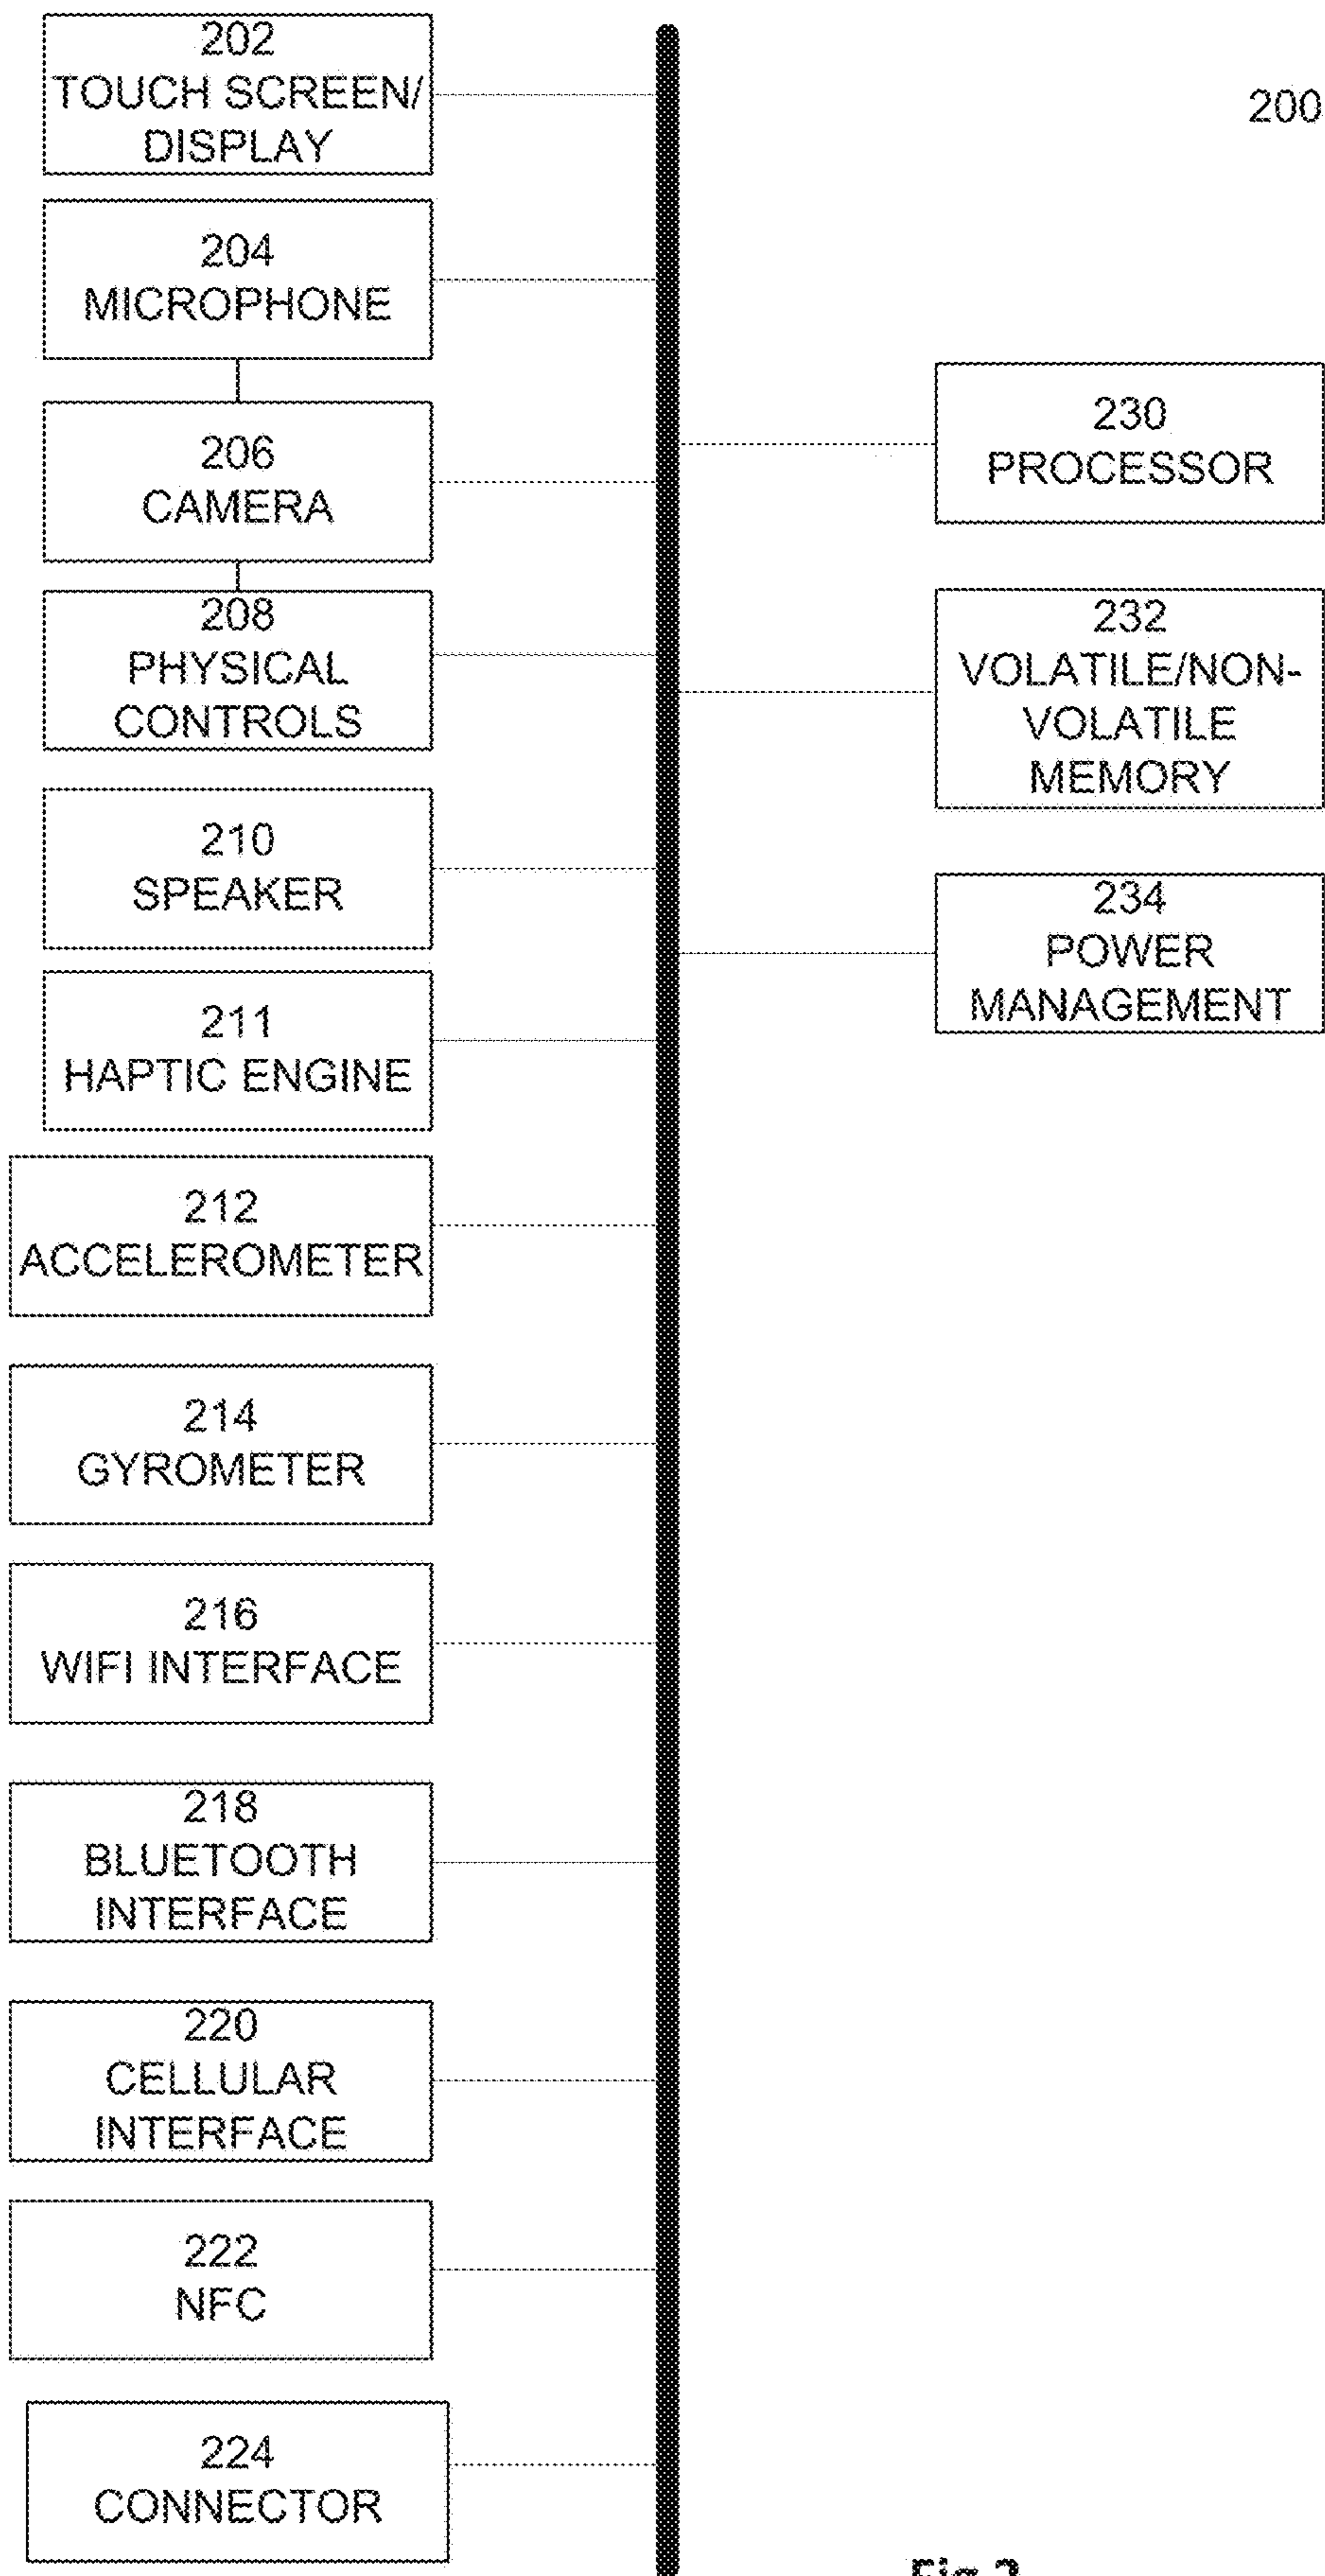 202
TOUCH SCREEN/
DISPLAY
200
204
MICROPHONE
206
CAMERA
208
PHYSICAL
CONTROLS
210
SPEAKER
211
HAPTIC ENGINE
212
ACCELEROMETER
214
GYROMETER
216
WIFI INTERFACE
218
BLUETOOTH
INTERFACE
220
CELLULAR
INTERFACE
222
NFC
224
CONNECTOR
230
PROCESSOR
232
VOLATILE/NON-
VOLATILE
MEMORY
234
POWER
MANAGEMENT